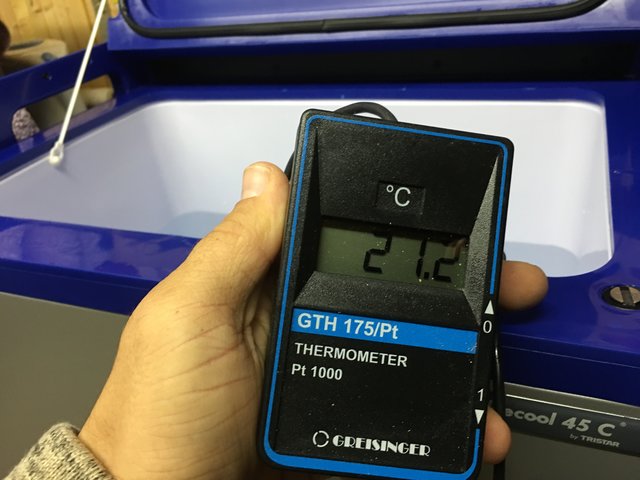 °C
21.2
GTH 175/Pt
THERMOMETER
Pt 1000
0
1
GREISINGER
ecool 45 C°
by TRISTAR